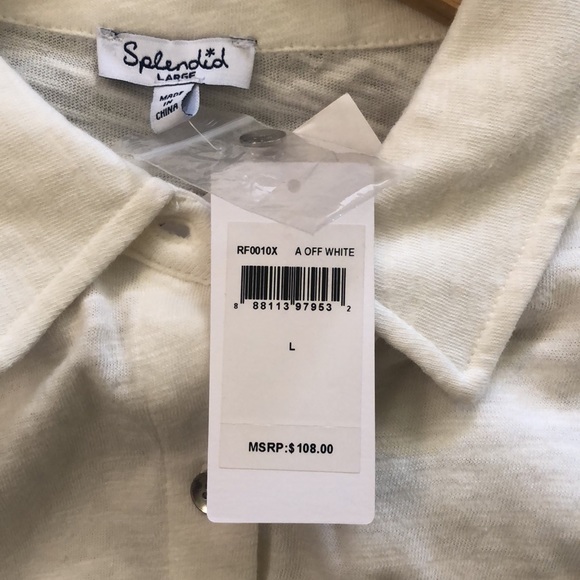 Splendid
LARGE
MADE
IN
CHINA
RF0010X A OFF WHITE
8 88113 97953 2
L
MSRP:$108.00